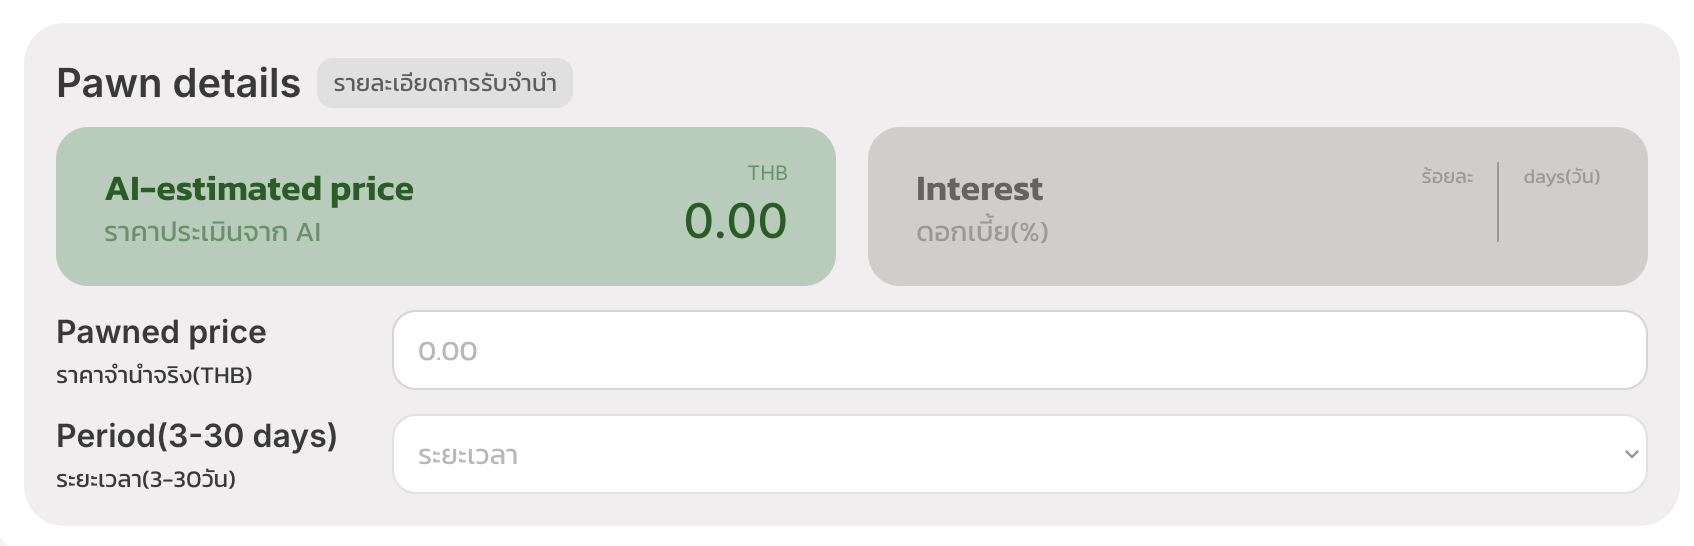 Pawn details รายละเอียดการรับจำนำ
AI-estimated price
ราคาประเมินจาก AI
THB
0.00
Interest
ดอกเบี้ย(%)
ร้อยละ
days(วัน)
Pawned price
ราคาจำนำจริง(THB)
0.00
Period(3-30 days)
ระยะเวลา(3-30วัน)
ระยะเวลา